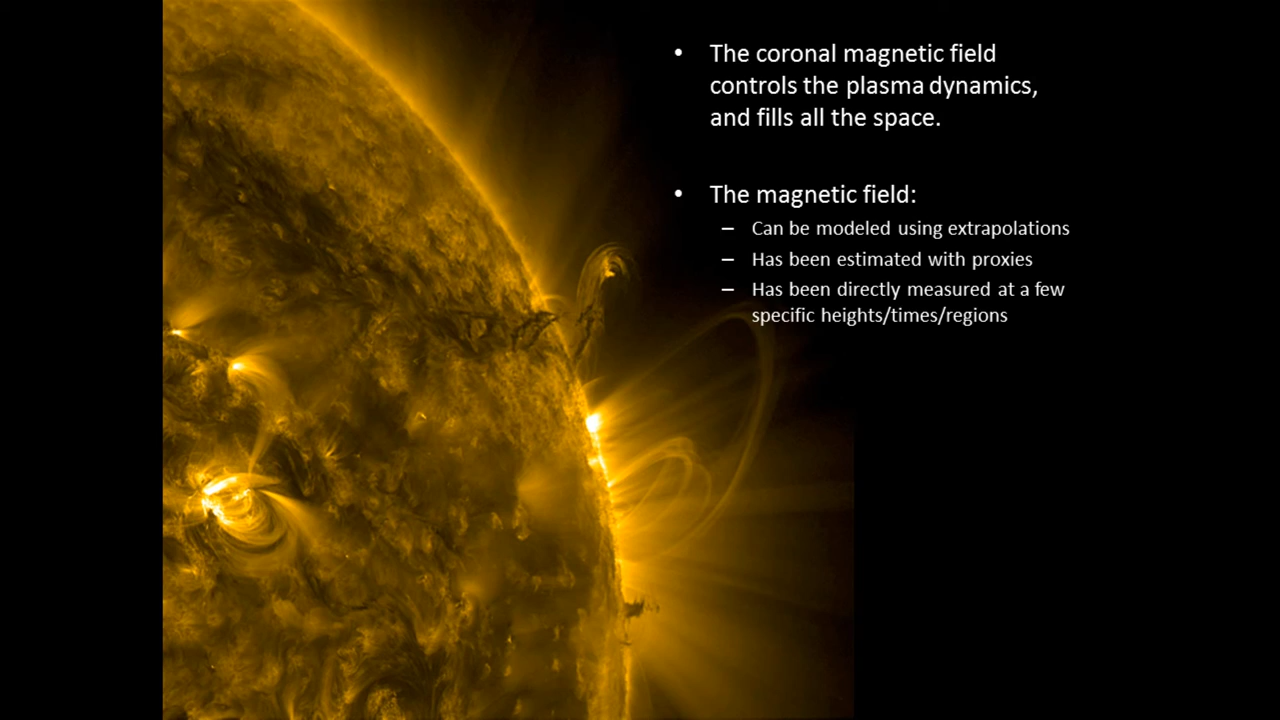 • The coronal magnetic field
controls the plasma dynamics,
and fills all the space.
• The magnetic field:
– Can be modeled using extrapolations
– Has been estimated with proxies
– Has been directly measured at a few
specific heights/times/regions